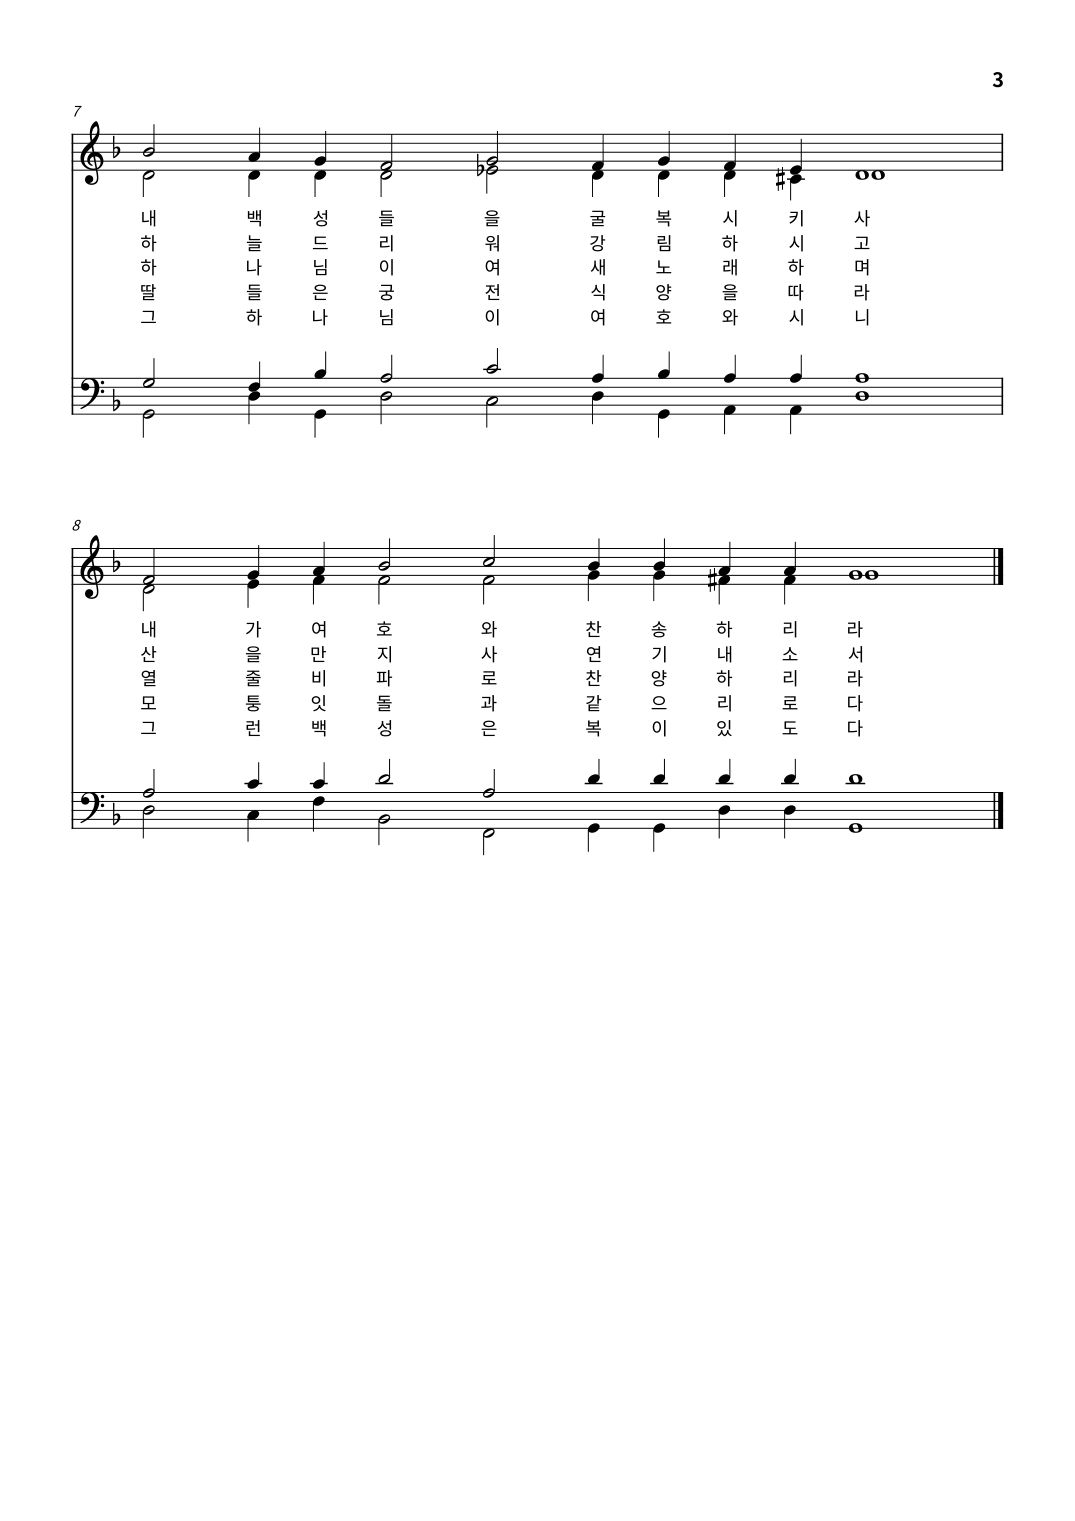 3
7
내 백 성 들 을 굴 복 시 키 사
하 늘 드 리 워 강 림 하 시 고
하 나 님 이 여 새 노 래 하 며
딸 들 은 궁 전 식 양 을 따 라
그 하 나 님 이 여 호 와 시 니
8
내 가 여 호 와 찬 송 하 리 라
산 을 만 지 사 연 기 내 소 서
열 줄 비 파 로 찬 양 하 리 라
모 퉁 잇 돌 과 같 으 리 로 다
그 런 백 성 은 복 이 있 도 다